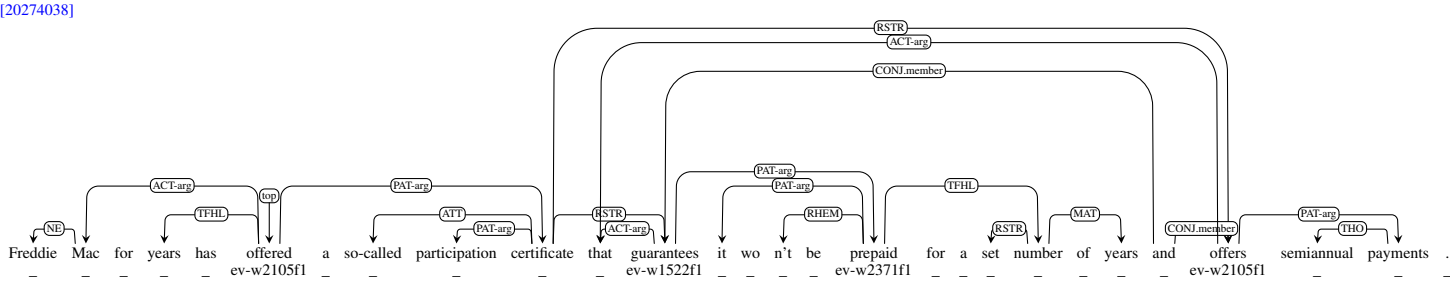 [20274038]
RSTR
ACT-arg
CONJ.member
PAT-arg
ACT-arg top PAT-arg PAT-arg TFHL
NE TFHL ATT PAT-arg RSTR ACT-arg RHEM RSTR MAT CONJ.member PAT-arg THO
Freddie Mac for years has offered a so-called participation certificate that guarantees it wo n't be prepaid for a set number of years and offers semiannual payments .
_ _ _ _ _ ev-w2105f1 _ _ _ _ _ ev-w1522f1 _ _ _ _ ev-w2371f1 _ _ _ _ _ _ _ ev-w2105f1 _ _ _